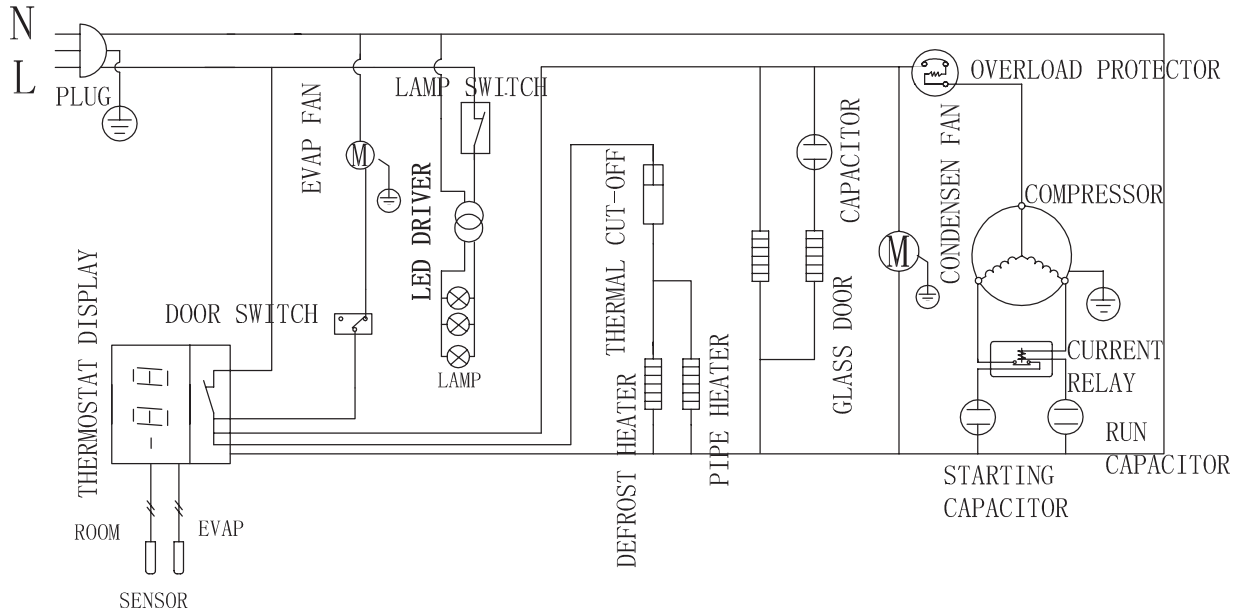 N
L
PLUG
EVAP FAN
M
LAMP SWITCH
LED DRIVER
LAMP
DOOR SWITCH
THERMOSTAT DISPLAY
ROOM
EVAP
SENSOR
THERMAL CUT-OFF
DEFROST HEATER
PIPE HEATER
CAPACITOR
GLASS DOOR
M
CONDENSEN FAN
OVERLOAD PROTECTOR
COMPRESSOR
CURRENT
RELAY
STARTING
CAPACITOR
RUN
CAPACITOR